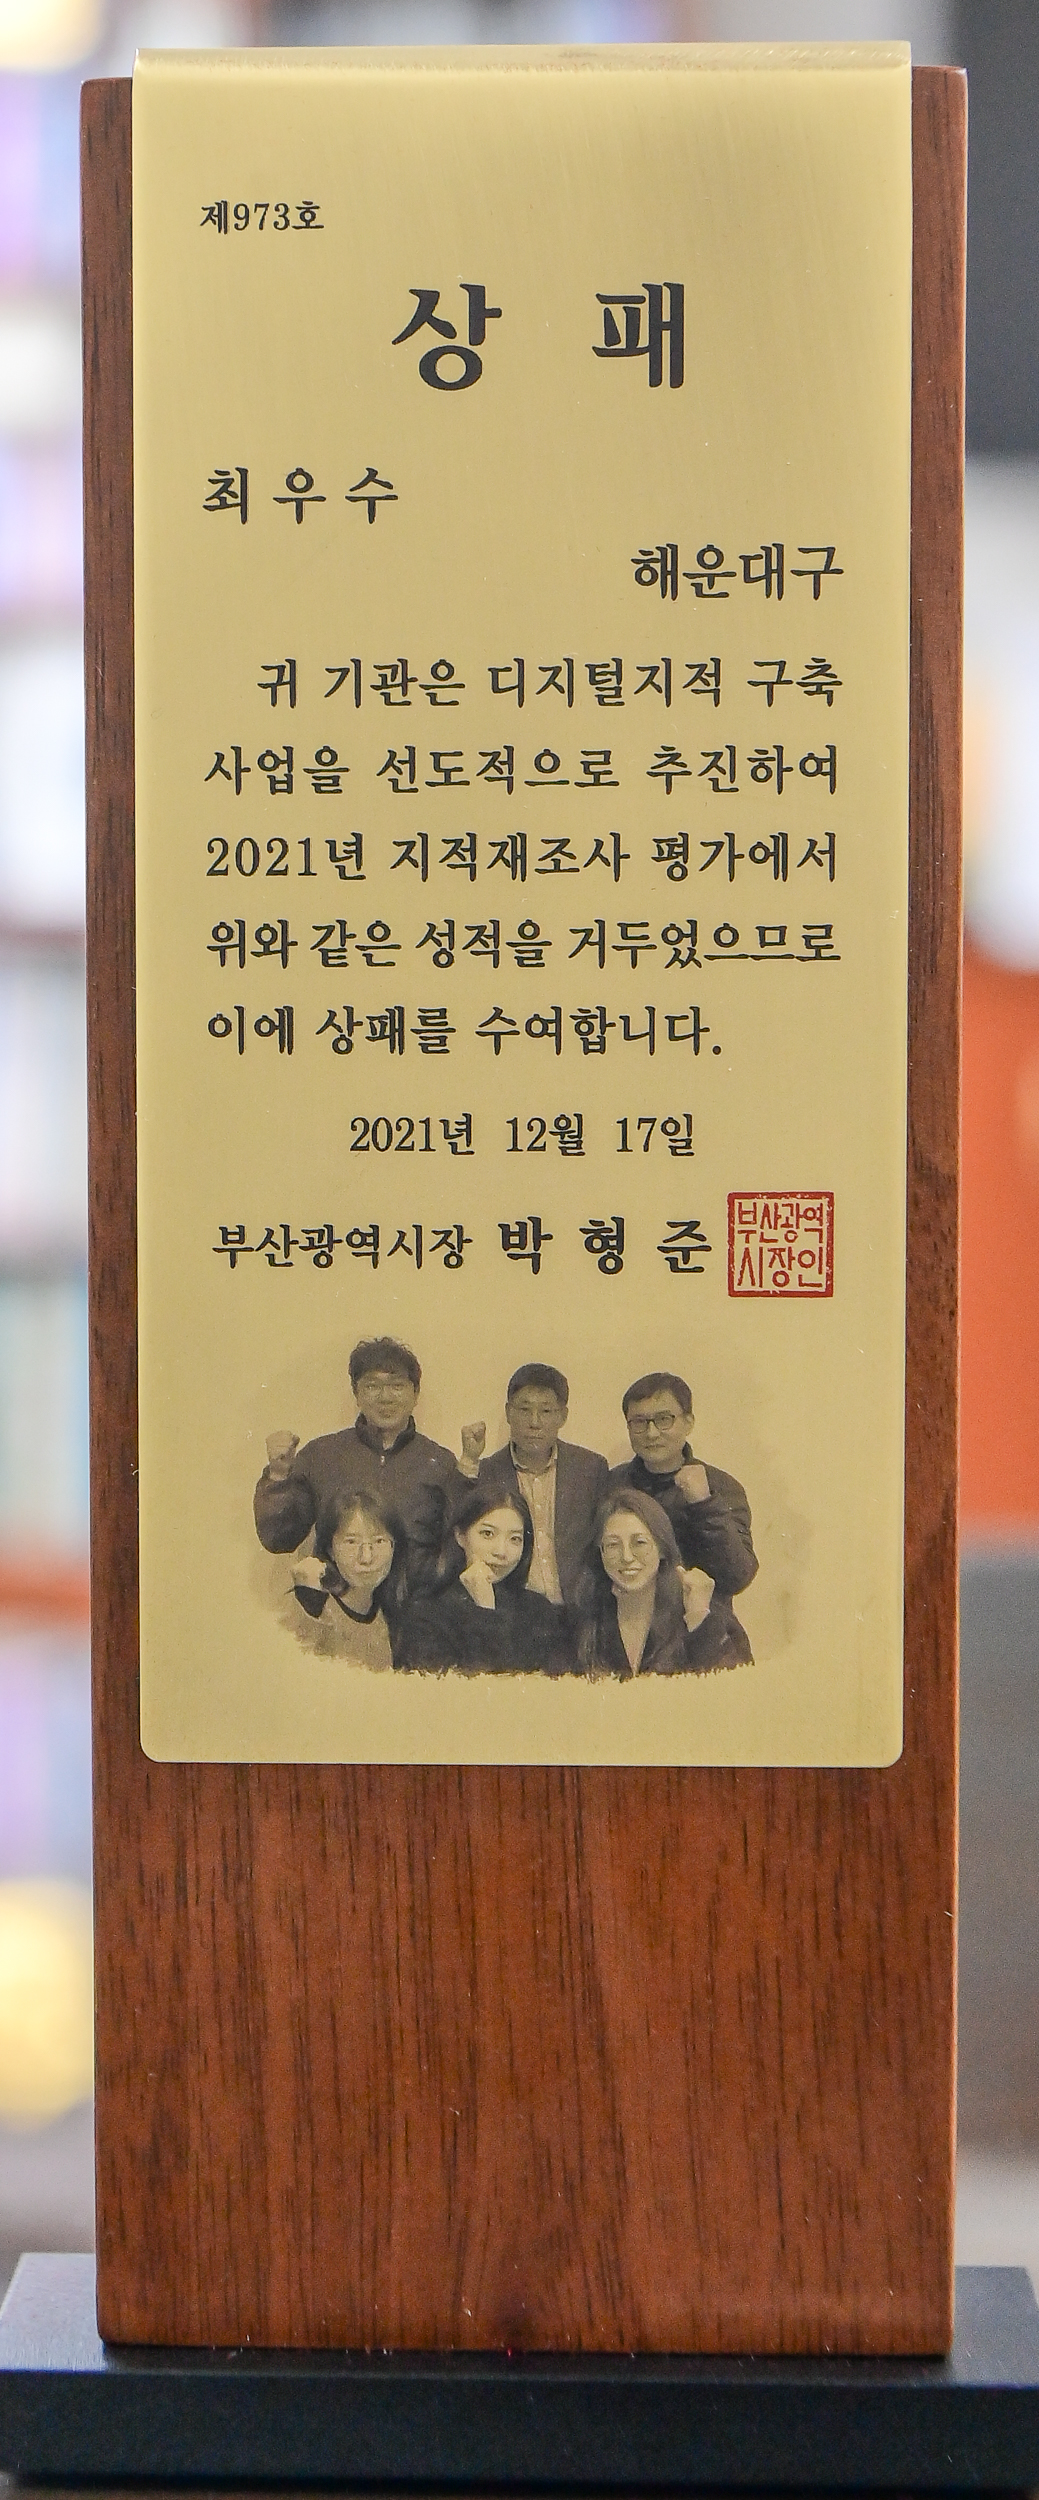 제973호
상 패
최우수
해운대구
귀 기관은 디지털지적 구축
사업을 선도적으로 추진하여
2021년 지적재조사 평가에서
위와 같은 성적을 거두었으므로
이에 상패를 수여합니다.
2021년 12월 17일
부산광역시장 박 형 준
부산광역
시장인